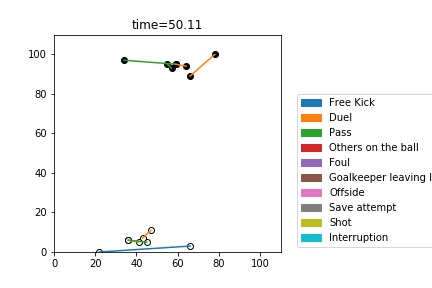 time=50.11
100
80
60
40
20
0
0 20 40 60 80 100
Free Kick
Duel
Pass
Others on the ball
Foul
Goalkeeper leaving l
Offside
Save attempt
Shot
Interruption